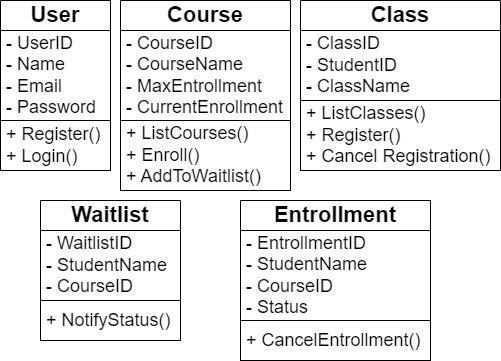 User
- UserID
- Name
- Email
- Password
+ Register()
+ Login()
Course
- CourseID
- CourseName
- MaxEnrollment
- CurrentEnrollment
+ ListCourses()
+ Enroll()
+ AddToWaitlist()
Class
- ClassID
- StudentID
- ClassName
+ ListClasses()
+ Register()
+ Cancel Registration()
Waitlist
- WaitlistID
- StudentName
- CourseID
+ NotifyStatus()
Entrollment
- EntrollmentID
- StudentName
- CourseID
- Status
+ CancelEntrollment()